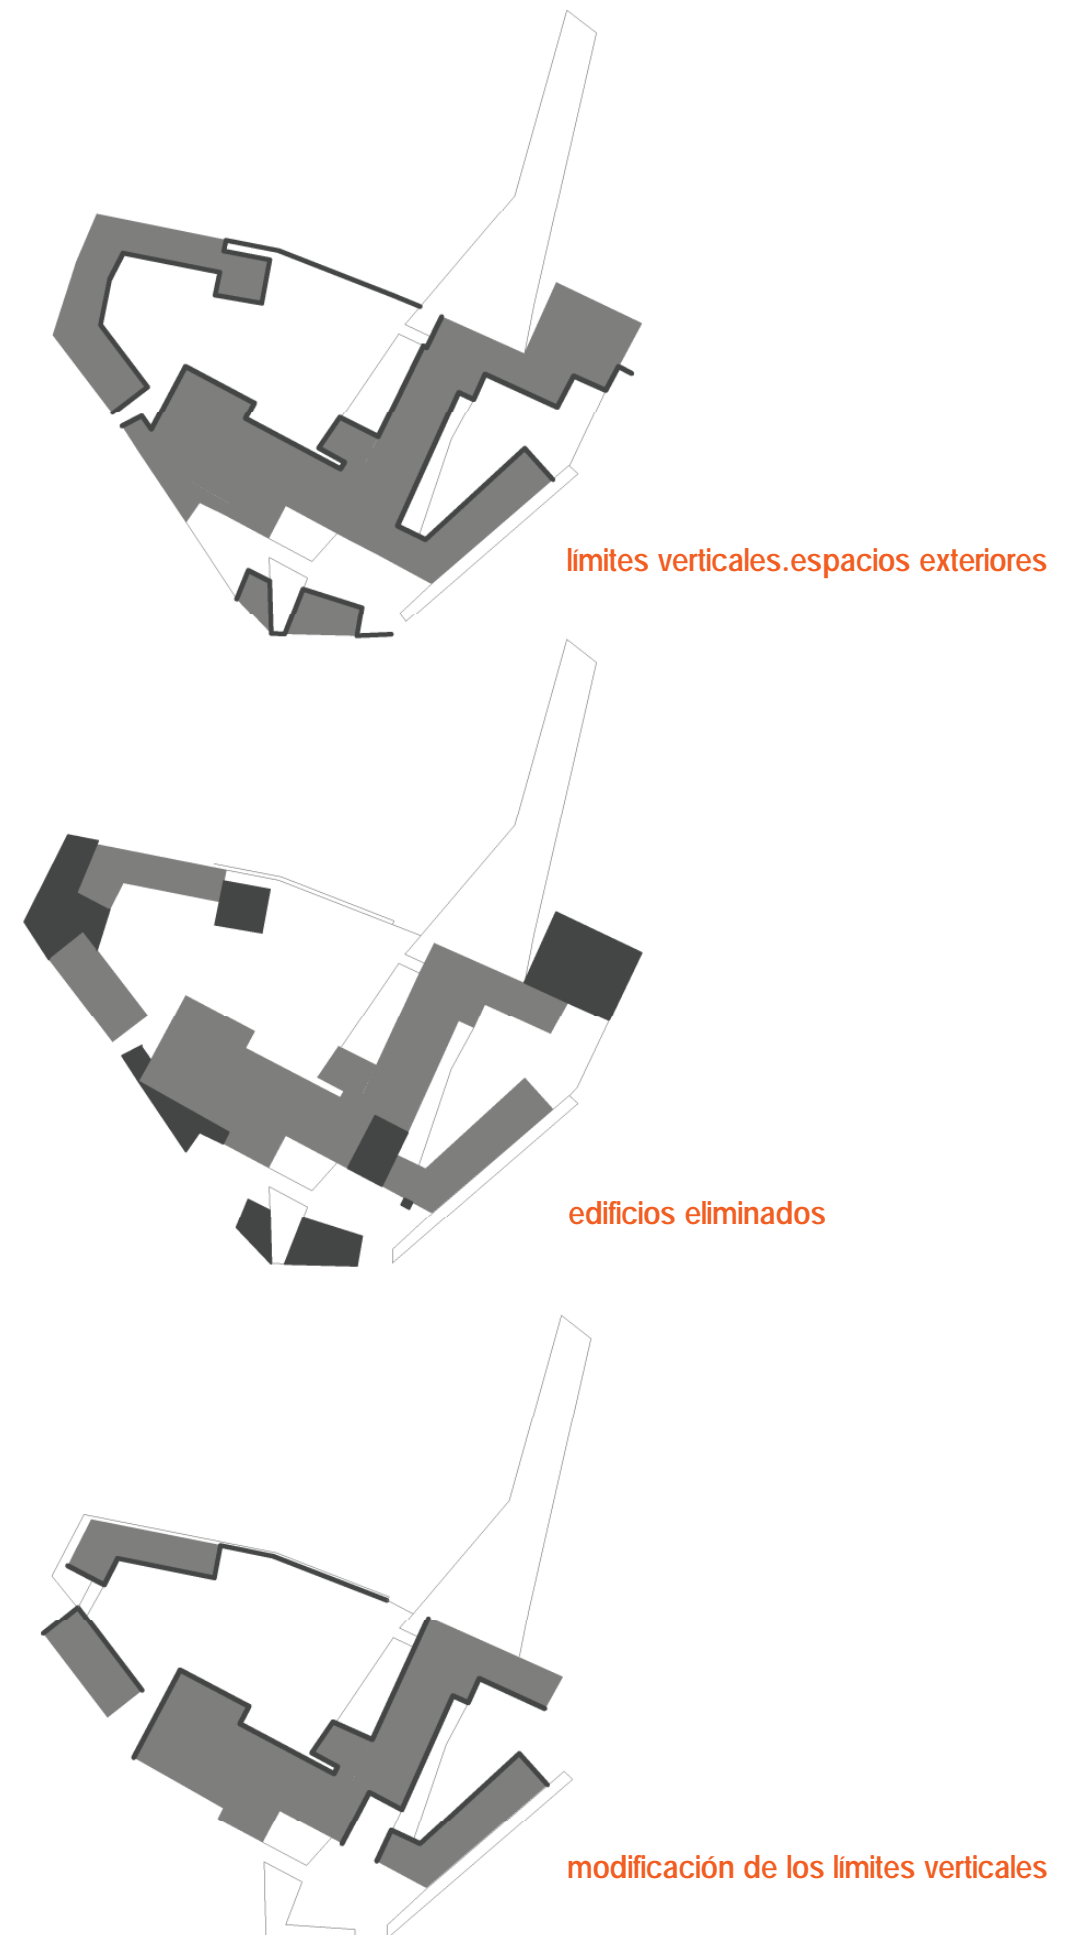 límites verticales.espacios exteriores
edificios eliminados
modificación de los límites verticales